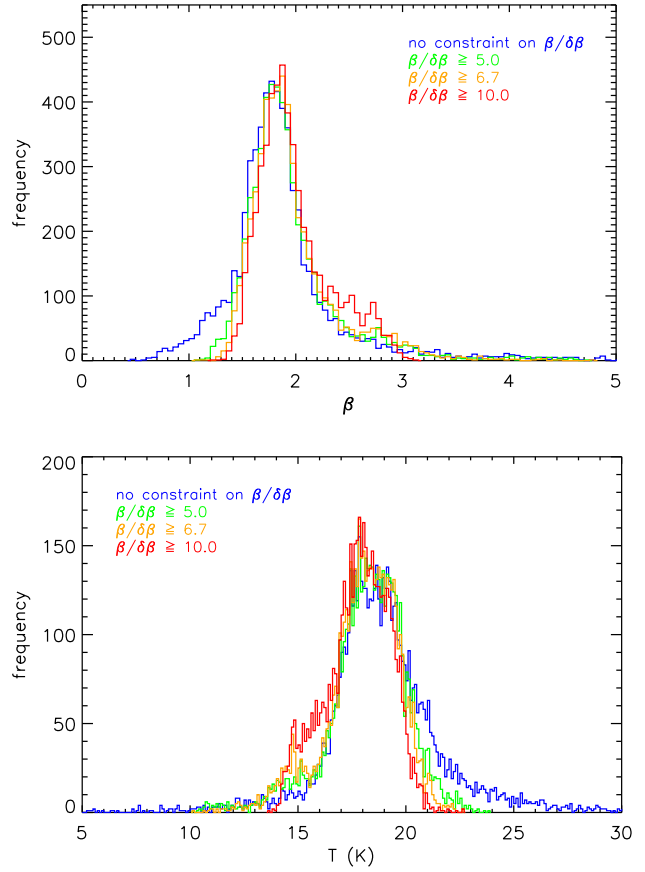 500
400
300
200
100
0
frequency
no constraint on β/δβ
β/δβ ≧ 5.0
β/δβ ≧ 6.7
β/δβ ≧ 10.0
0 1 2 3 4 5
β
200
150
100
50
0
frequency
no constraint on β/δβ
β/δβ ≧ 5.0
β/δβ ≧ 6.7
β/δβ ≧ 10.0
5 10 15 20 25 30
T (K)